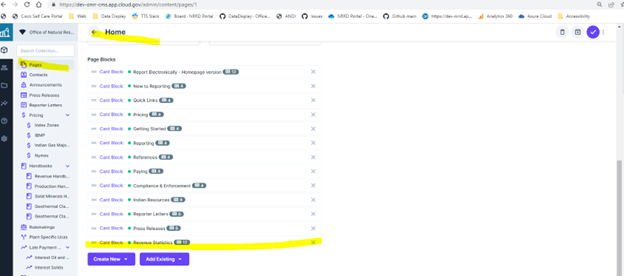 https://dev-onrr-cms.app.cloud.gov/admin/content/pages/1
Cisco Self Care Portal
Web
Data Display
TTS Slack
Board - NRRD Portal
GitHub/DataDisplay - Office...
ANDI
Issues - NRRD Portal
Github main
https://dev-nrrd.ap...
Analytics 360
Azure Cloud
Accessibility
Office of Natural Res...
Home
Search Collection...
Pages
Contacts
Announcements
Press Releases
Reporter Letters
Pricing
Index Zones
IBMP
Indian Gas Maj...
Nymex
Handbooks
Revenue Handb...
Production Han...
Solid Minerals H...
Geothermal Cla...
Geothermal Cla...
Rulemakings
Plant Specific Uses
Late Payment ...
Interest Oil and ...
Interest Solids
Page Blocks
Card Block: Report Electronically - Homepage version
Card Block: New to Reporting
Card Block: Quick Links
Card Block: Pricing
Card Block: Getting Started
Card Block: Reporting
Card Block: References
Card Block: Paying
Card Block: Compliance & Enforcement
Card Block: Indian Resources
Card Block: Reporter Letters
Card Block: Press Releases
Card Block: Revenue Statistics
Create New
Add Existing